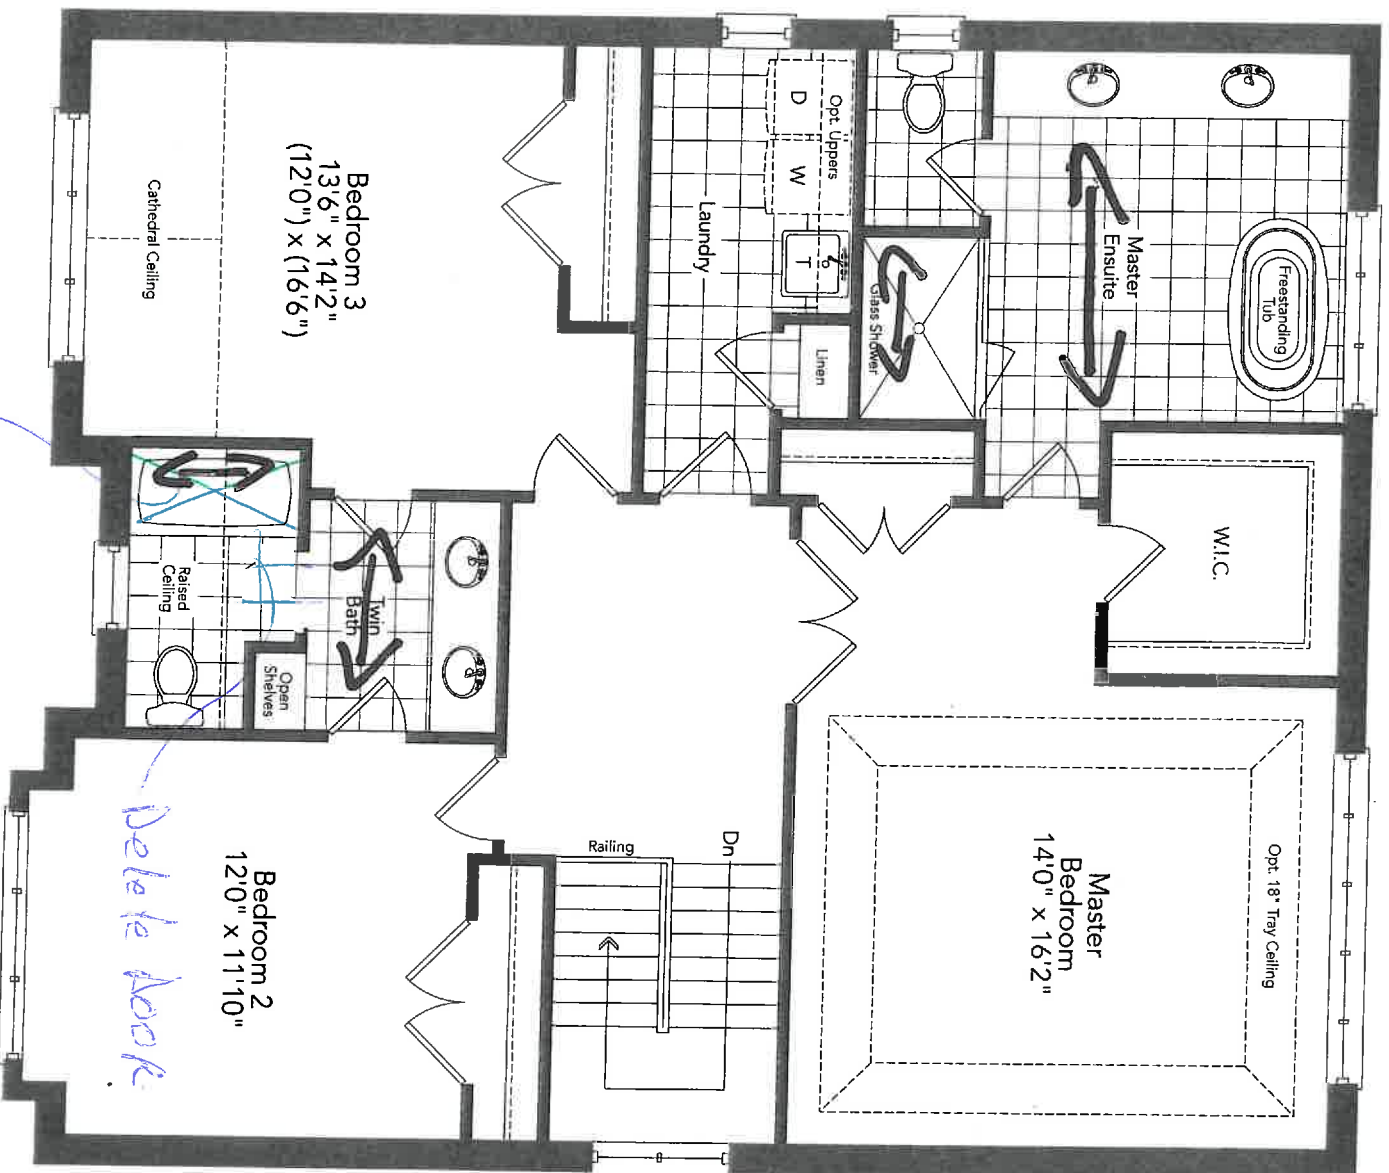 Freestanding
Tub
Master
Ensuite
W.I.C.
Opt. 18" Tray Ceiling
Master
Bedroom
14'0" x 16'2"
Opt. Uppers
D
W
T
Glass Shower
Linen
Laundry
Dn
Railing
Bedroom 3
13'6" x 14'2"
(12'0") x (16'6")
Cathedral Ceiling
Twin
Bath
Open
Shelves
Raised
Ceiling
Bedroom 2
12'0" x 11'10"
Delete door